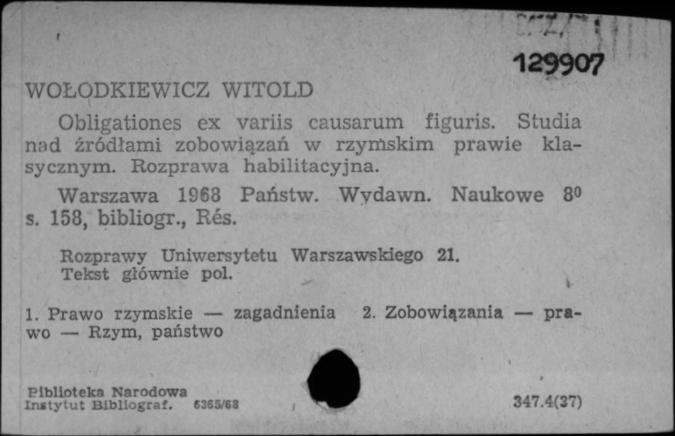 129907
WOŁODKIEWICZ WITOLD
Obligationes ex variis causarum figuris. Studia
nad źródłami zobowiązań w rzymskim prawie kla-
sycznym. Rozprawa habilitacyjna.
Warszawa 1968 Państw. Wydawn. Naukowe 8⁰
s. 158, bibliogr., Rés.
Rozprawy Uniwersytetu Warszawskiego 21.
Tekst głównie pol.
1. Prawo rzymskie — zagadnienia 2. Zobowiązania — pra-
wo — Rzym, państwo
Biblioteka Narodowa
Instytut Bibliograf. 6365/68 347.4(37)